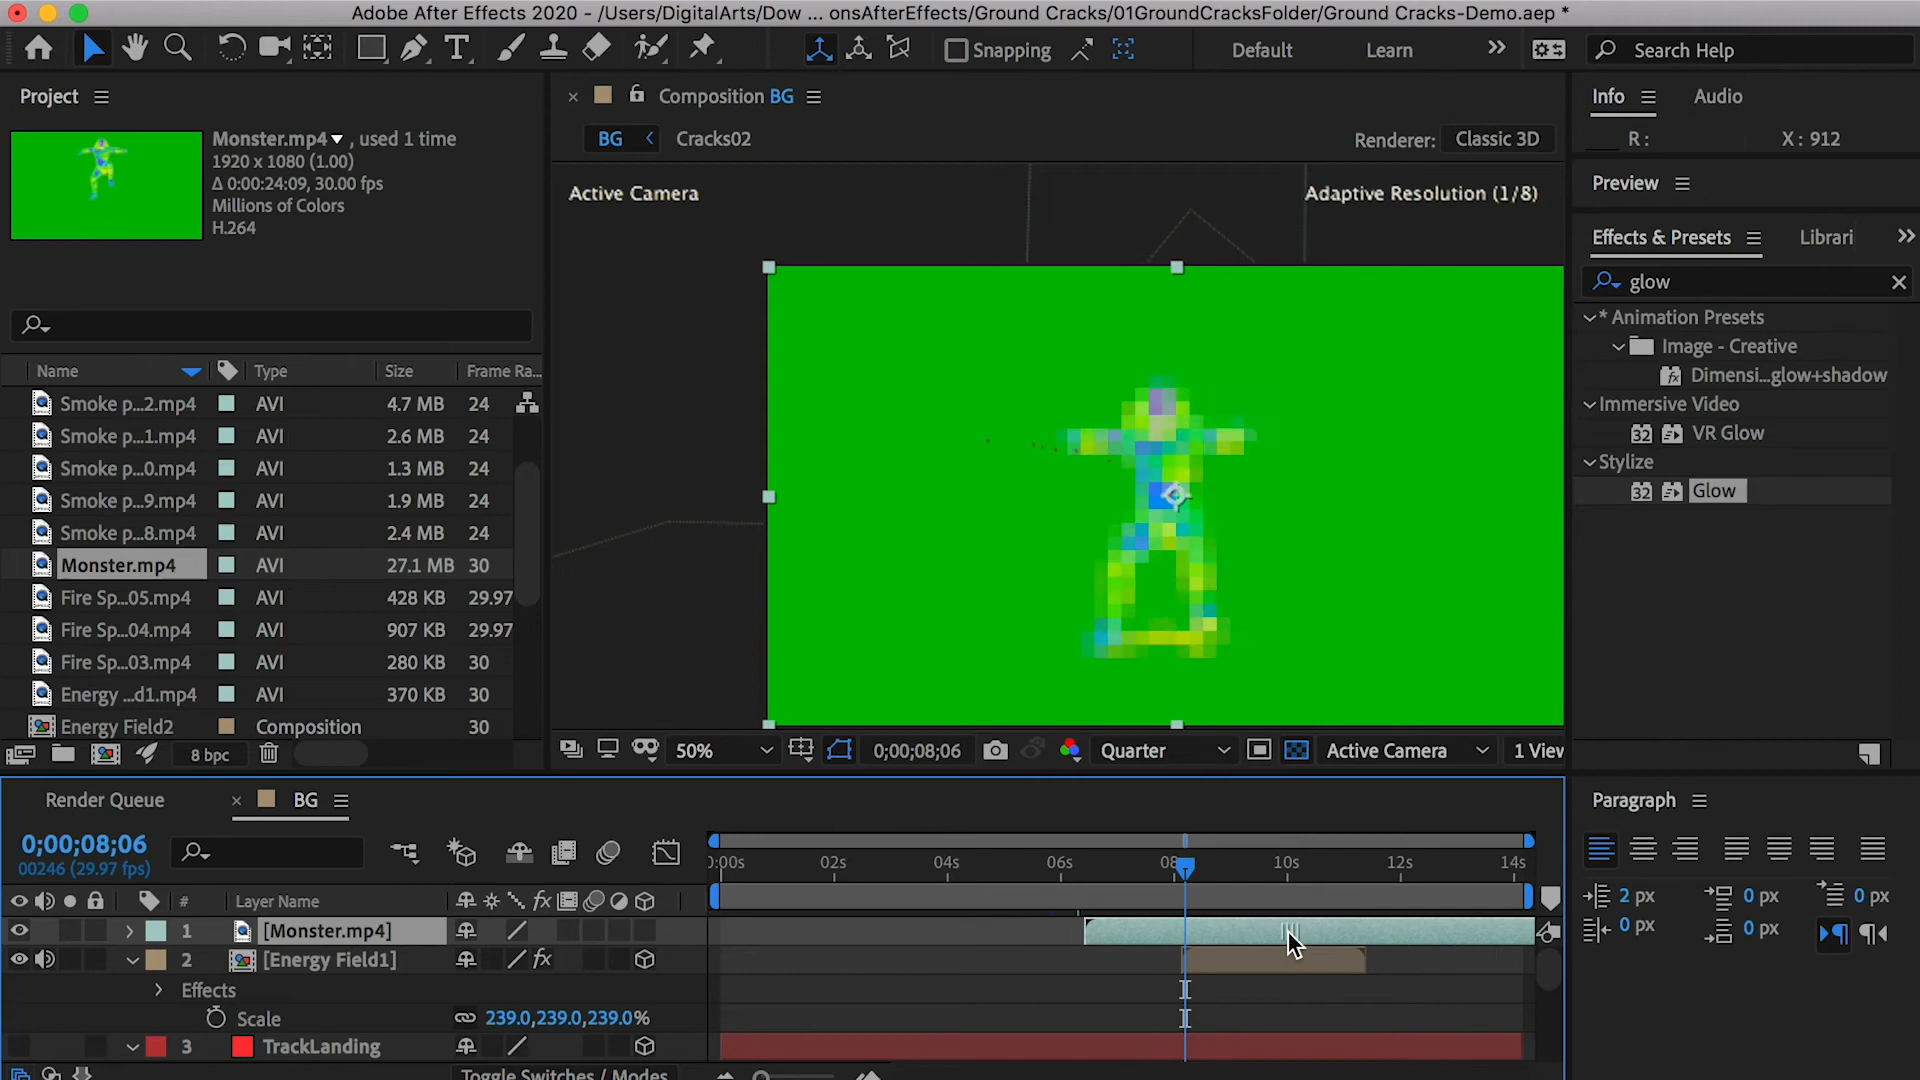 Adobe After Effects 2020 - /Users/DigitalArts/Dow ... onsAfterEffects/Ground Cracks/01GroundCracksFolder/Ground Cracks-Demo.aep *
Snapping
Default
Learn
Search Help
Project
Monster.mp4 , used 1 time
1920 x 1080 (1.00)
Δ 0:00:24:09, 30.00 fps
Millions of Colors
H.264
Name Type Size Frame Ra...
Smoke p...2.mp4 AVI 4.7 MB 24
Smoke p...1.mp4 AVI 2.6 MB 24
Smoke p...0.mp4 AVI 1.3 MB 24
Smoke p...9.mp4 AVI 1.9 MB 24
Smoke p...8.mp4 AVI 2.4 MB 24
Monster.mp4 AVI 27.1 MB 30
Fire Sp...05.mp4 AVI 428 KB 29.97
Fire Sp...04.mp4 AVI 907 KB 29.97
Fire Sp...03.mp4 AVI 280 KB 30
Energy ...d1.mp4 AVI 370 KB 30
Energy Field2 Composition 30
8 bpc
Composition BG
BG Cracks02
Renderer: Classic 3D
Active Camera
Adaptive Resolution (1/8)
50% 0;00;08;06 Quarter Active Camera 1 View
Info Audio
R : X : 912
Preview
Effects & Presets Librari
glow
* Animation Presets
Image - Creative
Dimensi...glow+shadow
Immersive Video
32 VR Glow
Stylize
32 Glow
Render Queue
BG
0;00;08;06
00246 (29.97 fps)
0:00s 02s 04s 06s 08 10s 12s 14s
# Layer Name fx
1 [Monster.mp4]
2 [Energy Field1] fx
Effects
Scale 239.0,239.0,239.0%
3 TrackLanding
Toggle Switches / Modes
Paragraph
2 px 0 px 0 px
0 px 0 px